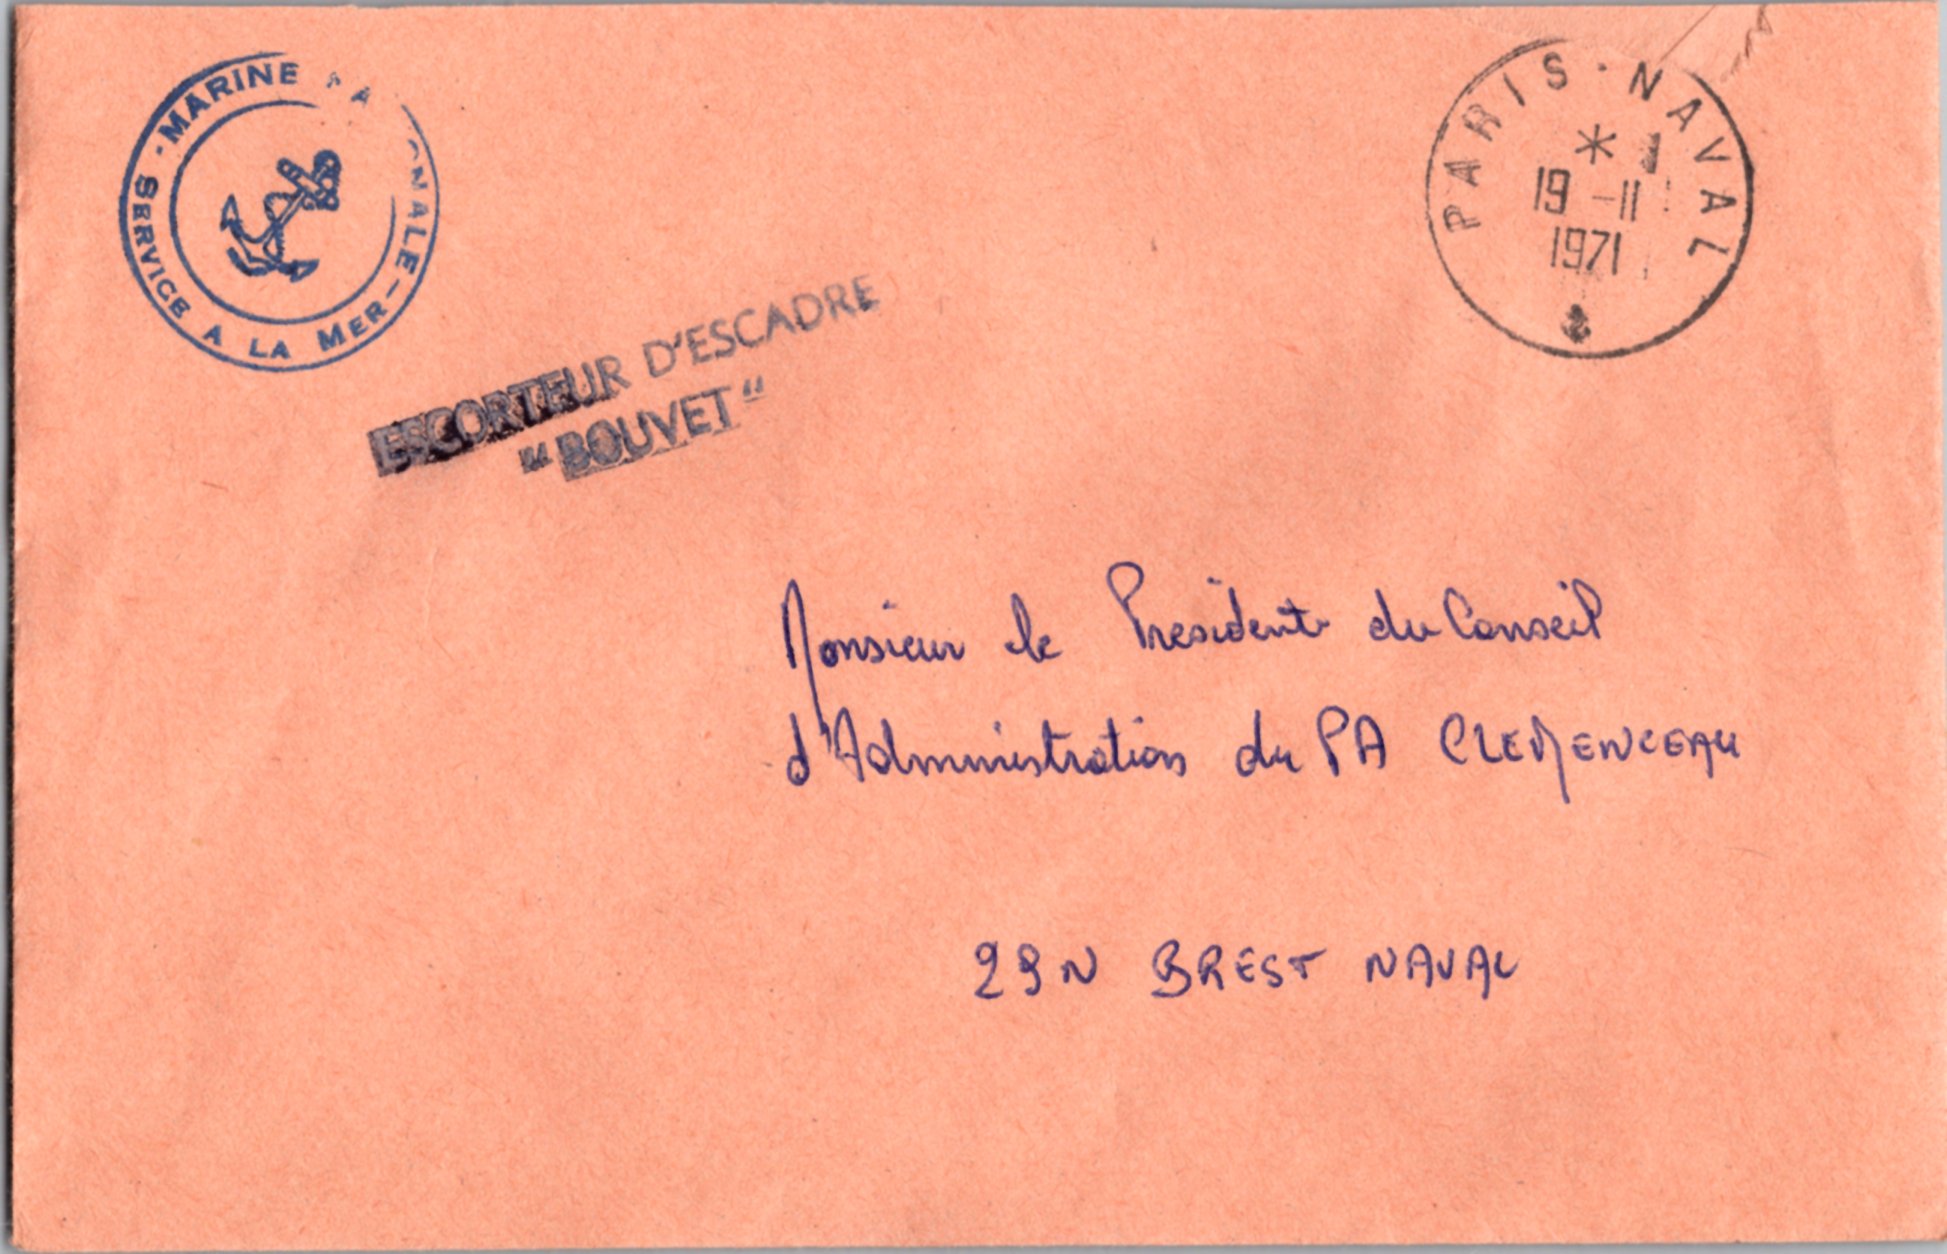 · MARINE NATIONALE –
SERVICE A LA MER
PARIS · NAVAL
*
19 -11
1971
ESCORTEUR D'ESCADRE
"BOUVET"
Monsieur le President du Conseil
d'Administration du PA CLEMENCEAU
29N BREST NAVAL